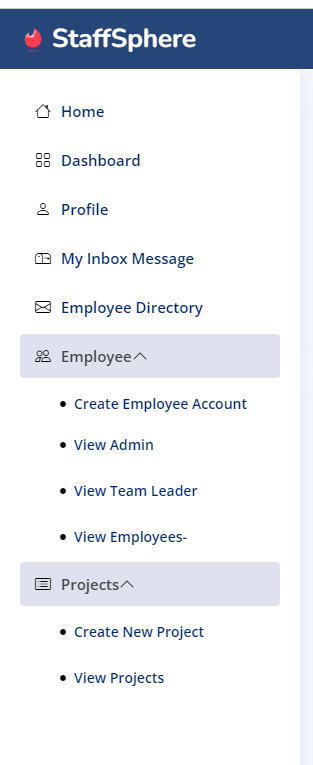 StaffSphere
Home
Dashboard
Profile
My Inbox Message
Employee Directory
Employee
Create Employee Account
View Admin
View Team Leader
View Employees-
Projects
Create New Project
View Projects